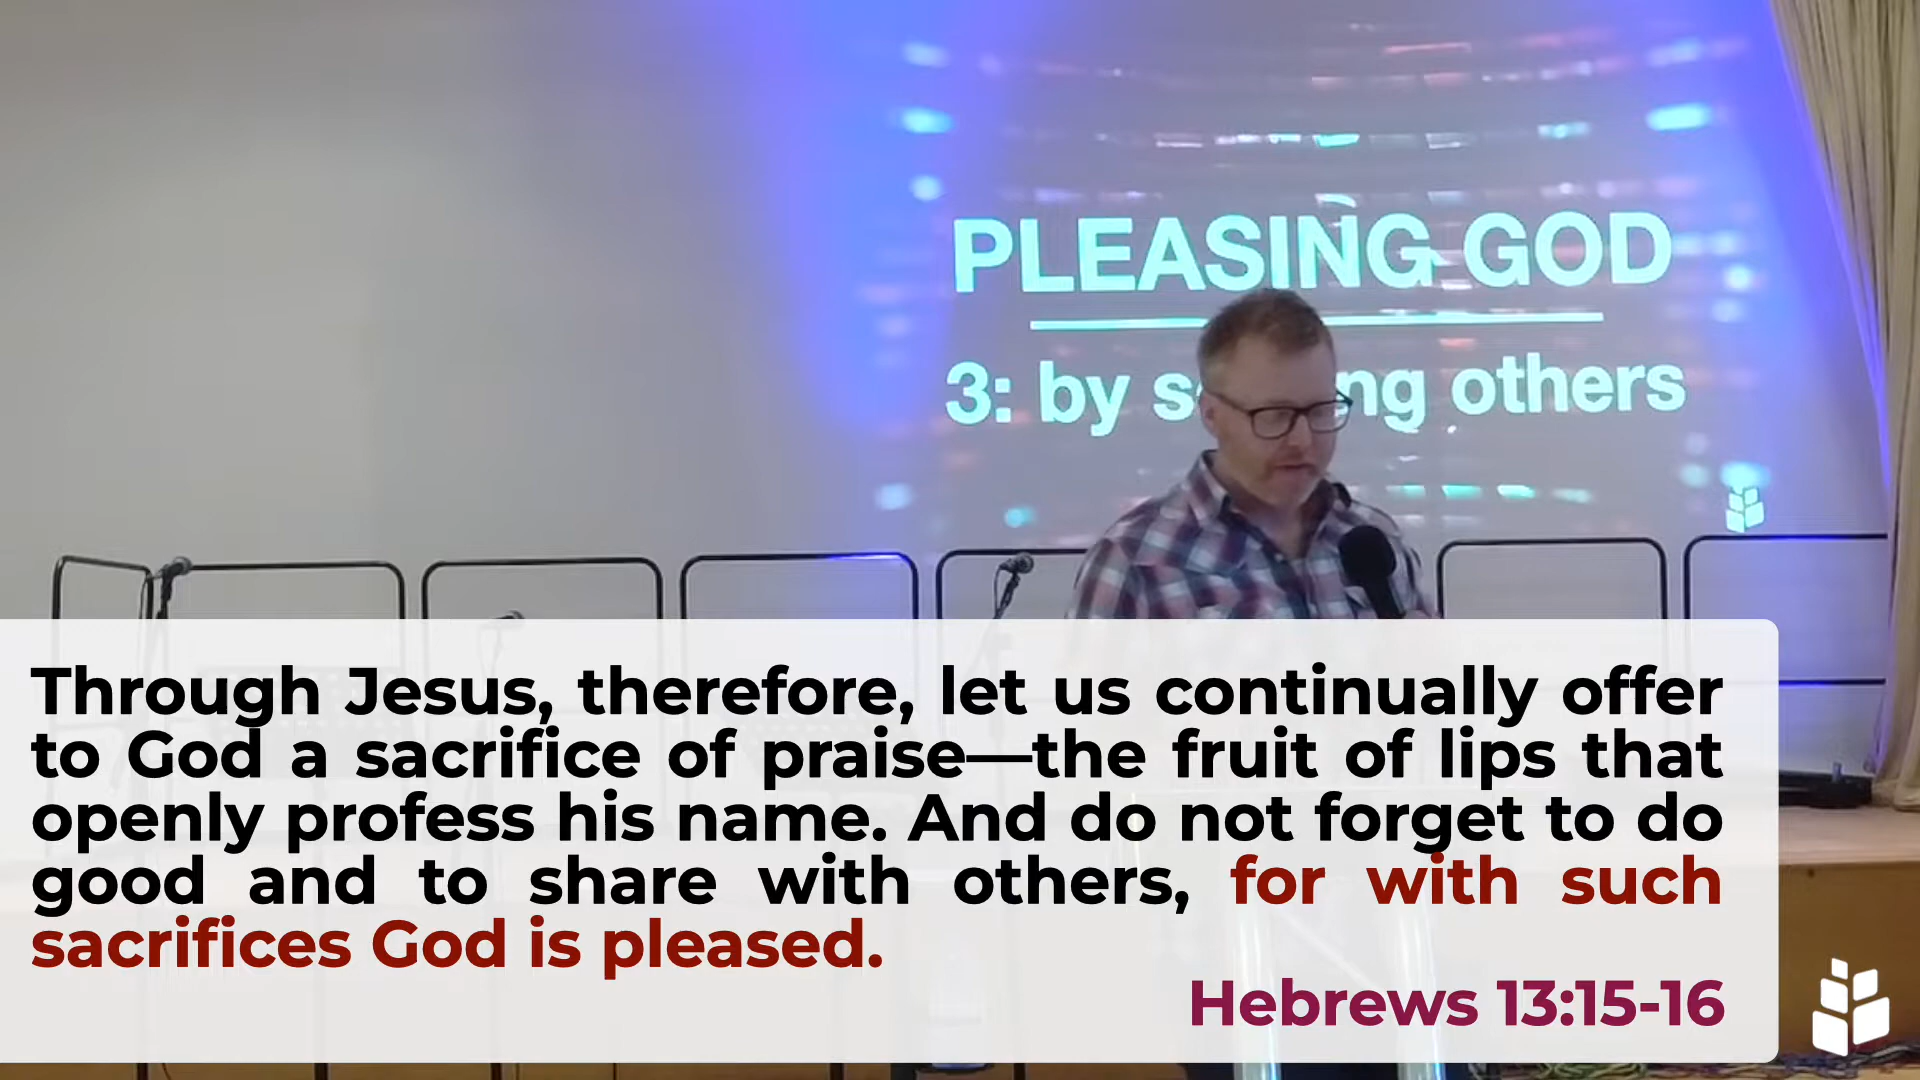 PLEASING GOD
3: by s ng others
Through Jesus, therefore, let us continually offer
to God a sacrifice of praise—the fruit of lips that
openly profess his name. And do not forget to do
good and to share with others, for with such
sacrifices God is pleased.
Hebrews 13:15-16